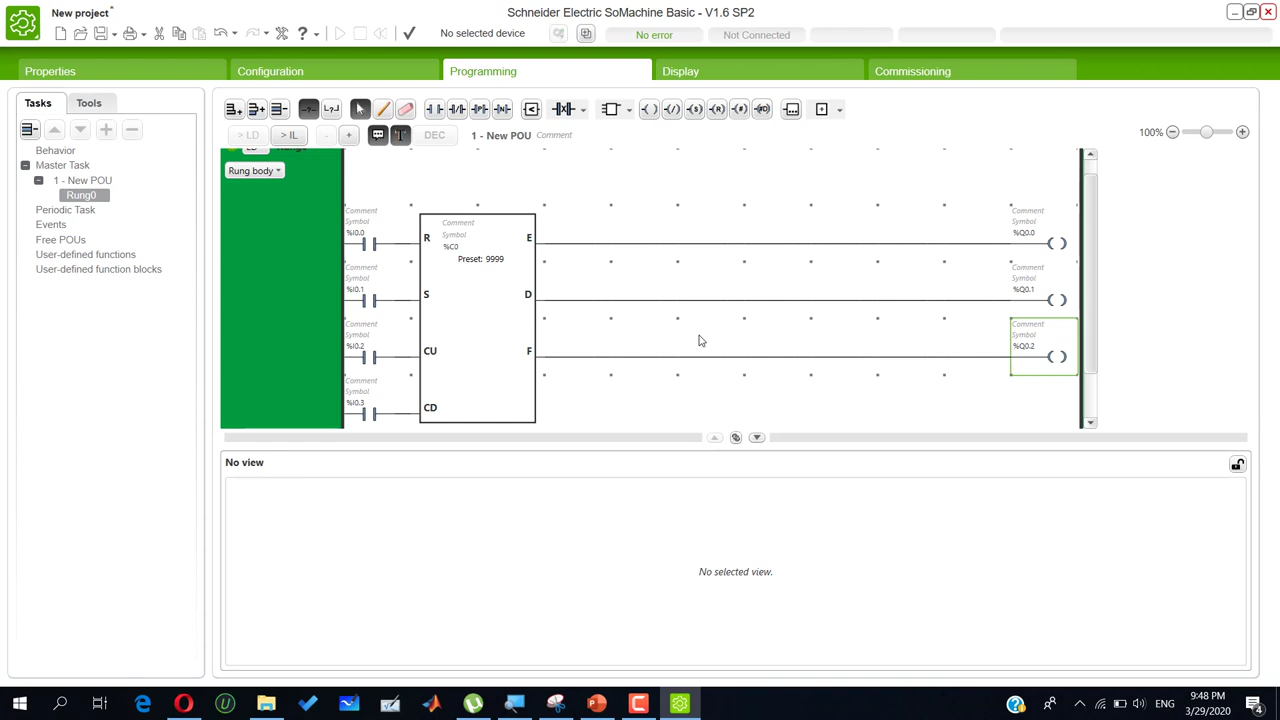 New project*
Schneider Electric SoMachine Basic - V1.6 SP2
No selected device
No error
Not Connected
Properties
Configuration
Programming
Display
Commissioning
Tasks
Tools
Behavior
Master Task
1 - New POU
Rung0
Periodic Task
Events
Free POUs
User-defined functions
User-defined function blocks
> LD
> IL
-
+
DEC
1 - New POU
Comment
100%
Rung body
Comment
Symbol
%I0.0
Comment
Symbol
%I0.1
Comment
Symbol
%I0.2
Comment
Symbol
%I0.3
Comment
Symbol
%C0
Preset: 9999
R
E
S
D
CU
F
CD
Comment
Symbol
%Q0.0
Comment
Symbol
%Q0.1
Comment
Symbol
%Q0.2
No view
No selected view.
ENG
9:48 PM
3/29/2020
4